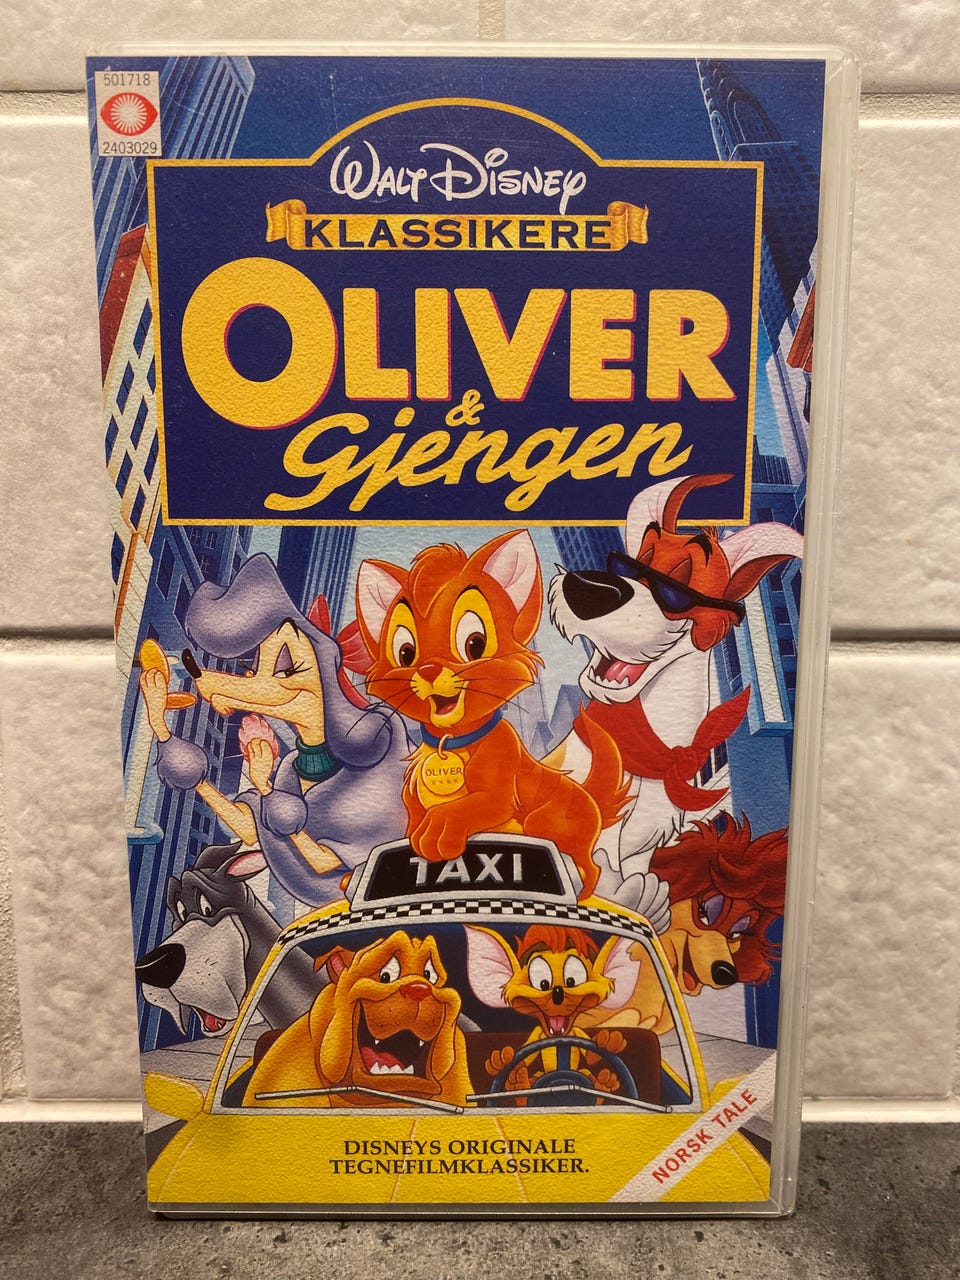 501718
2403029
WALT DISNEY
KLASSIKERE
OLIVER
&
Gjengen
OLIVER
TAXI
DISNEYS ORIGINALE
TEGNEFILMKLASSIKER.
NORSK TALE